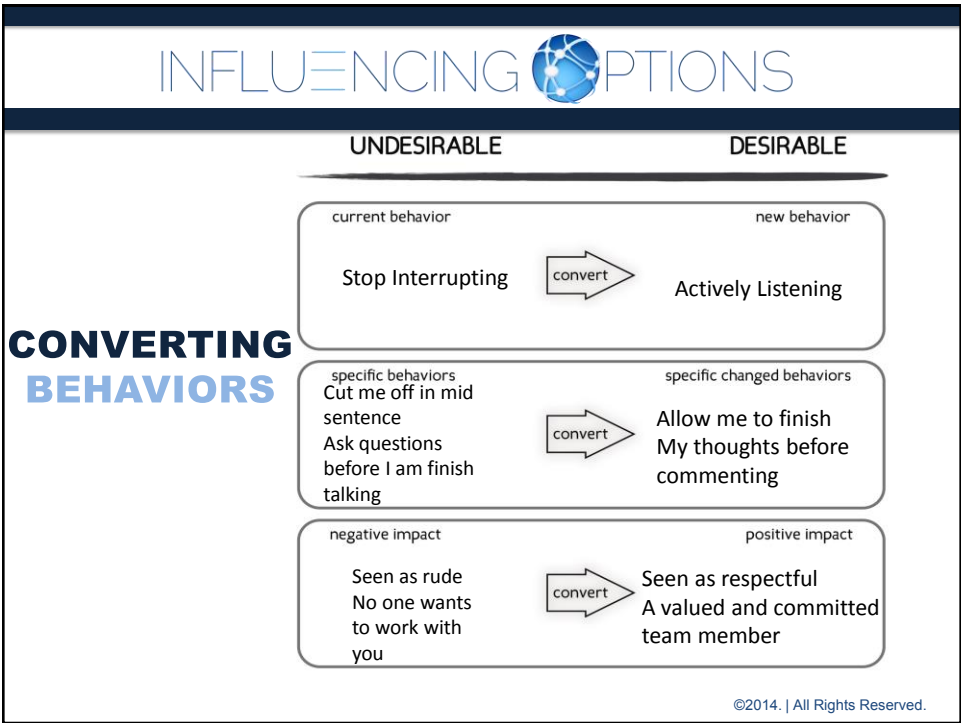 INFLUENCING OPTIONS
UNDESIRABLE
DESIRABLE
current behavior
new behavior
Stop Interrupting
convert
Actively Listening
CONVERTING
BEHAVIORS
specific behaviors
specific changed behaviors
Cut me off in mid
sentence
Ask questions
before I am finish
talking
convert
Allow me to finish
My thoughts before
commenting
negative impact
positive impact
Seen as rude
No one wants
to work with
you
convert
Seen as respectful
A valued and committed
team member
©2014. | All Rights Reserved.